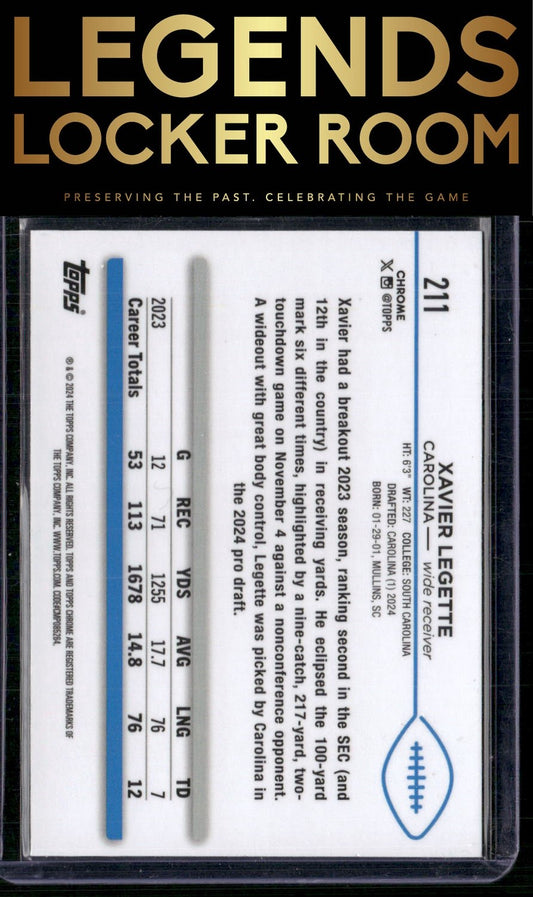 LEGENDS
LOCKER ROOM
PRESERVING THE PAST. CELEBRATING THE GAME
211
XAVIER LEGETTE
CAROLINA — wide receiver
HT: 6'3" WT: 227 COLLEGE: SOUTH CAROLINA
DRAFTED: CAROLINA (1) 2024
BORN: 01-29-01, MULLINS, SC
CHROME
@TOPPS
Xavier had a breakout 2023 season, ranking second in the SEC (and
12th in the country) in receiving yards. He eclipsed the 100-yard
mark six different times, highlighted by a nine-catch, 217-yard, two-
touchdown game on November 4 against a nonconference opponent.
A wideout with great body control, Legette was picked by Carolina in
the 2024 pro draft.
G REC YDS AVG LNG TD
2023 12 71 1255 17.7 76 7
Career Totals 53 113 1678 14.8 76 12
topps
® & © 2024 THE TOPPS COMPANY, INC. ALL RIGHTS RESERVED. TOPPS AND TOPPS CHROME ARE REGISTERED TRADEMARKS OF
THE TOPPS COMPANY, INC. WWW.TOPPS.COM. CODE#CMP085264.